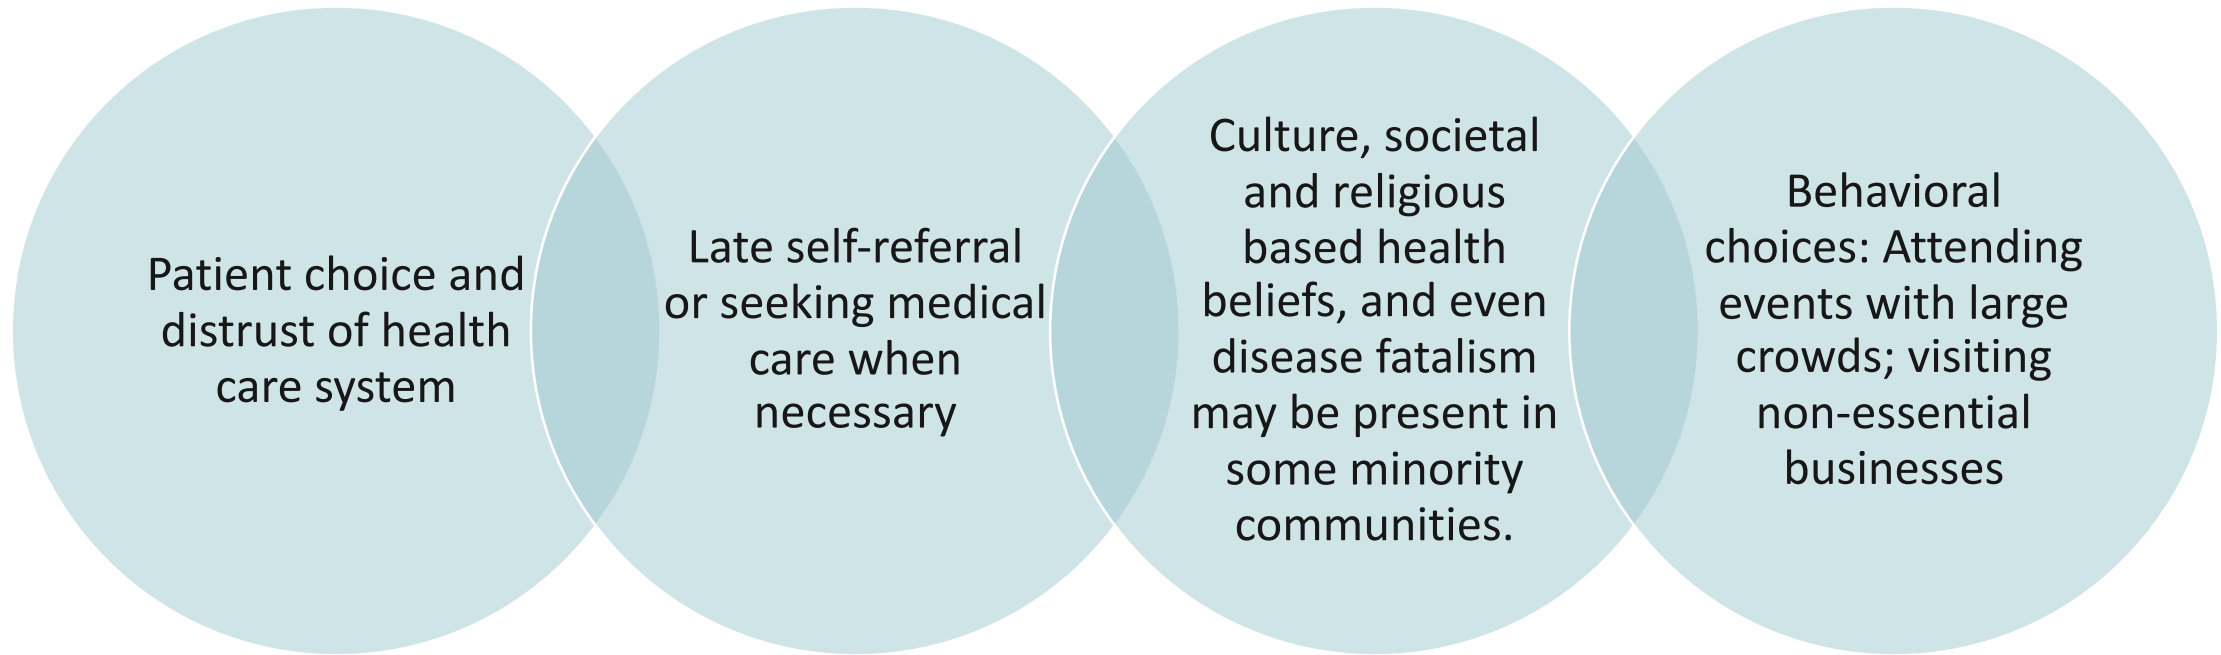 Patient choice and
distrust of health
care system
Late self-referral
or seeking medical
care when
necessary
Culture, societal
and religious
based health
beliefs, and even
disease fatalism
may be present in
some minority
communities.
Behavioral
choices: Attending
events with large
crowds; visiting
non-essential
businesses